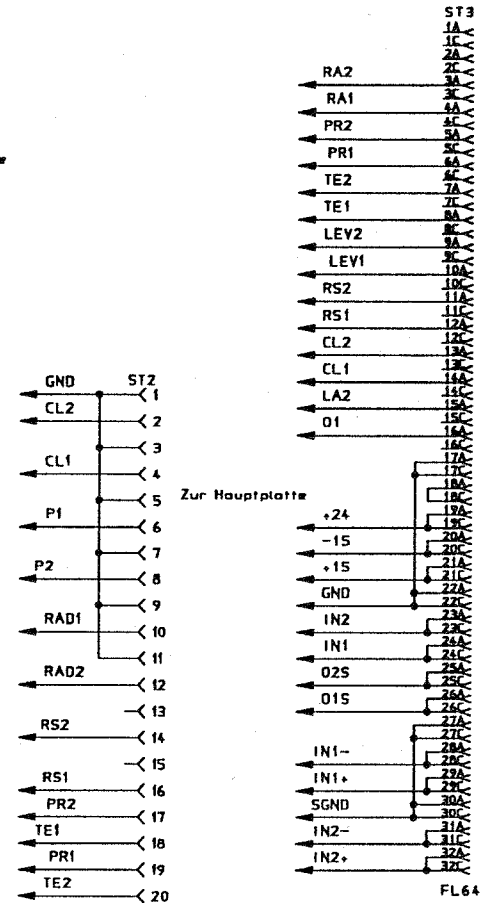 ST3
1A
1C
2A
2C
RA2 3A
3C
RA1 4A
4C
PR2 5A
5C
PR1 6A
6C
TE2 7A
7C
TE1 8A
8C
LEV2 9A
9C
LEV1 10A
10C
RS2 11A
11C
RS1 12A
12C
CL2 13A
13C
CL1 14A
14C
LA2 15A
15C
O1 16A
16C
17A
17C
18A
18C
19A
+24 19C
20A
-15 20C
21A
+15 21C
22A
GND 22C
23A
IN2 23C
24A
IN1 24C
25A
O2S 25C
26A
O1S 26C
27A
27C
28A
IN1- 28C
29A
IN1+ 29C
30A
SGND 30C
31A
IN2- 31C
32A
IN2+ 32C
FL64
ST2
GND 1
CL2 2
3
CL1 4
5
P1 6
7
P2 8
9
RAD1 10
11
RAD2 12
13
RS2 14
15
RS1 16
PR2 17
TE1 18
PR1 19
TE2 20
Zur Hauptplatte